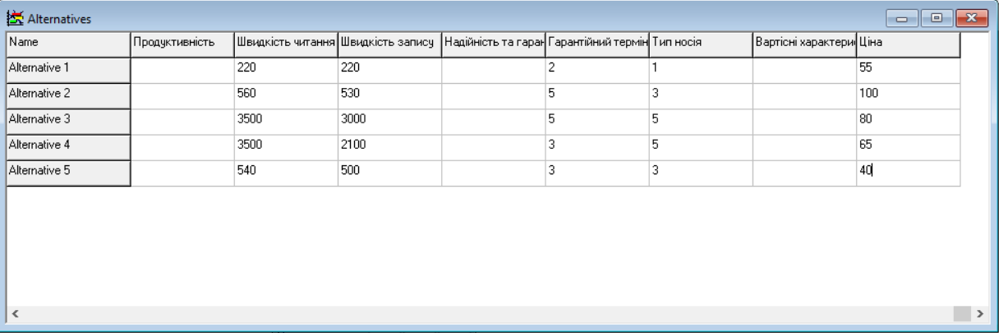 Alternatives
Name Продуктивність Швидкість читання Швидкість запису Надійність та гаран Гарантійний термін Тип носія Вартісні характери Ціна
Alternative 1 220 220 2 1 55
Alternative 2 560 530 5 3 100
Alternative 3 3500 3000 5 5 80
Alternative 4 3500 2100 3 5 65
Alternative 5 540 500 3 3 40